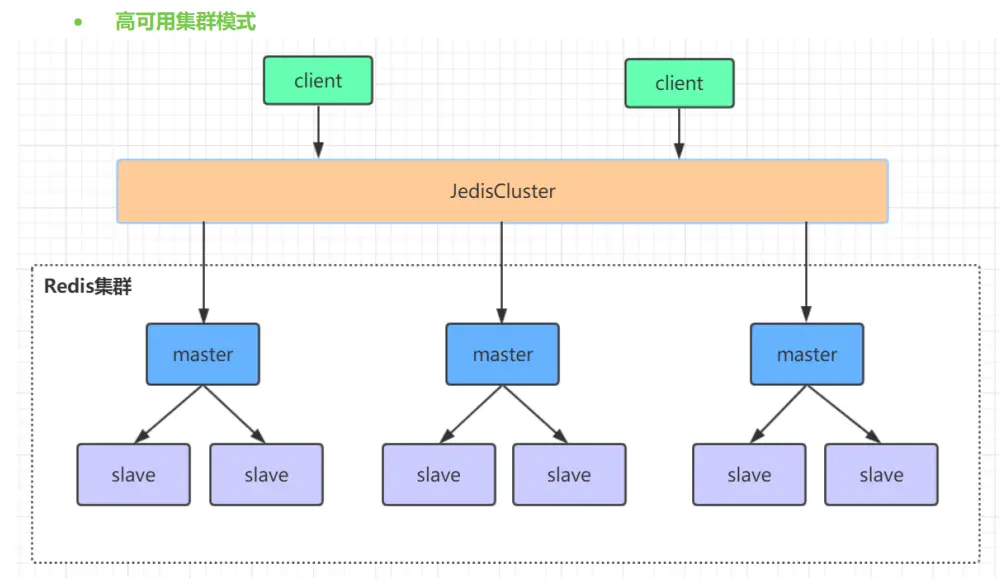 高可用集群模式
client
client
JedisCluster
Redis集群
master
master
master
slave
slave
slave
slave
slave
slave